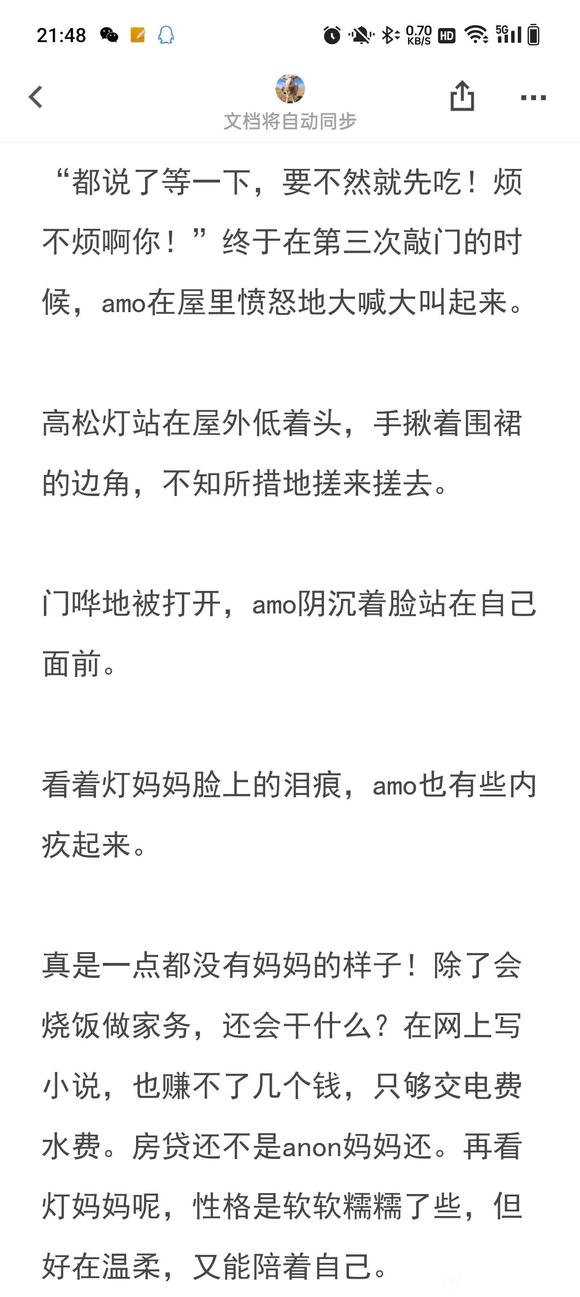 21:48
0.70
KB/S
HD
5G
文档将自动同步
“都说了等一下，要不然就先吃！烦
不烦啊你！”终于在第三次敲门的时
候，amo在屋里愤怒地大喊大叫起来。
高松灯站在屋外低着头，手揪着围裙
的边角，不知所措地搓来搓去。
门哗地被打开，amo阴沉着脸站在自己
面前。
看着灯妈妈脸上的泪痕，amo也有些内
疚起来。
真是一点都没有妈妈的样子！除了会
烧饭做家务，还会干什么？在网上写
小说，也赚不了几个钱，只够交电费
水费。房贷还不是anon妈妈还。再看
灯妈妈呢，性格是软软糯糯了些，但
好在温柔，又能陪着自己。